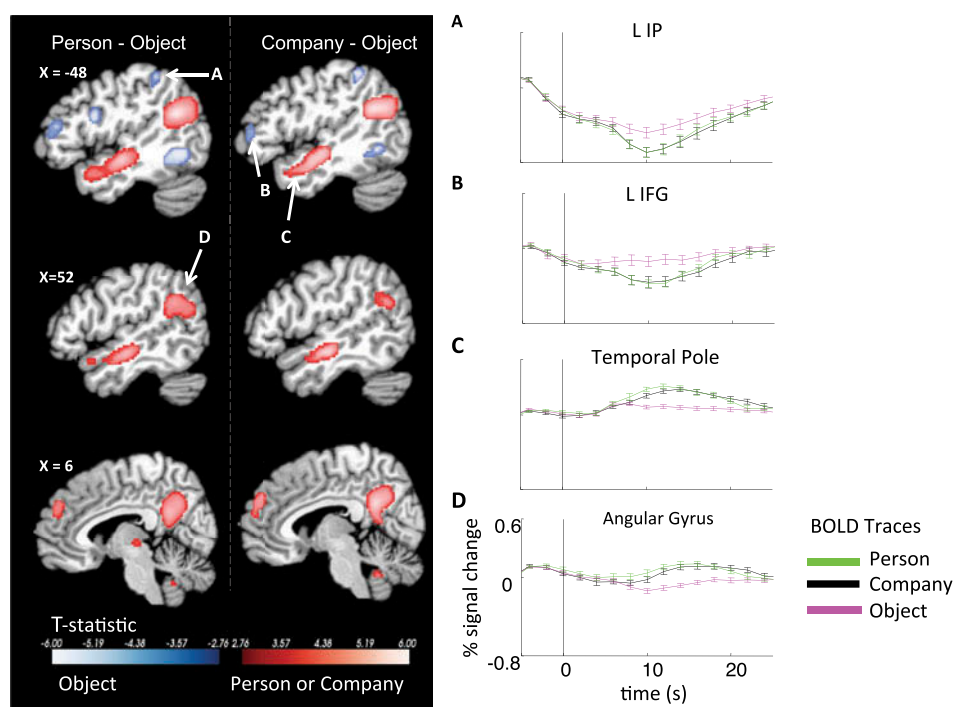 Person - Object
Company - Object
X = -48
A
B
C
D
X=52
X = 6
T-statistic
-6.00 -5.19 -4.38 -3.57 -2.76
2.76 3.57 4.38 5.19 6.00
Object
Person or Company
A
L IP
B
L IFG
C
Temporal Pole
D
Angular Gyrus
0.6
0
-0.8
% signal change
0 10 20
time (s)
BOLD Traces
Person
Company
Object